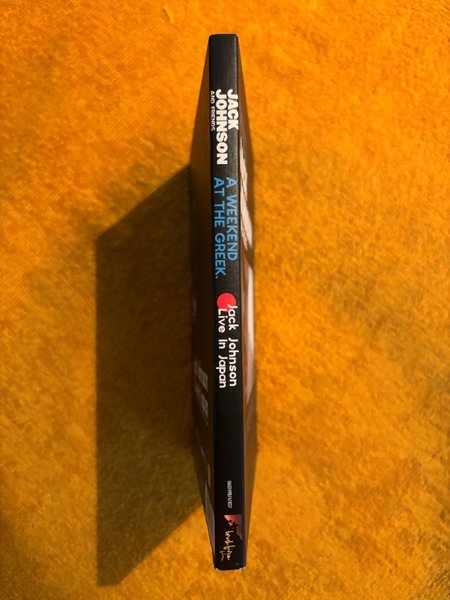 JACK
JOHNSON
AND FRIENDS
A WEEKEND
AT THE GREEK.
Jack Johnson
Live In Japan